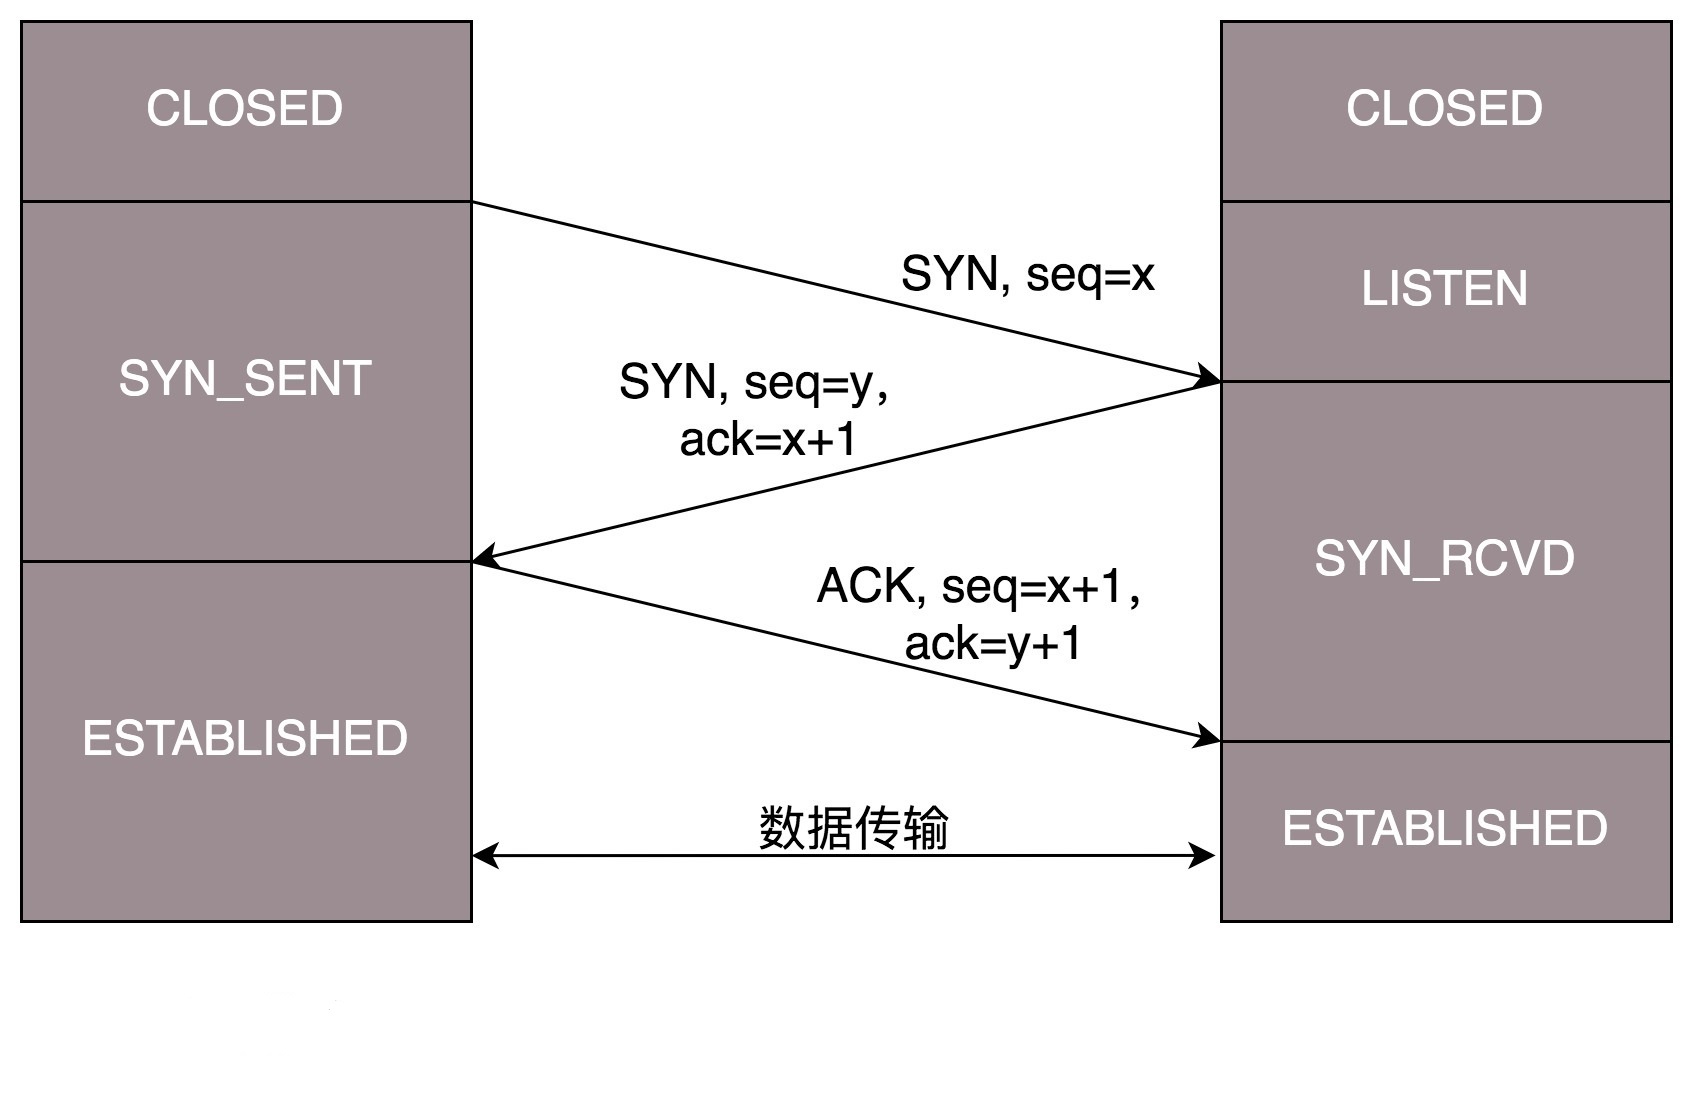 CLOSED
CLOSED
SYN, seq=x
LISTEN
SYN_SENT
SYN, seq=y,
ack=x+1
SYN_RCVD
ACK, seq=x+1,
ack=y+1
ESTABLISHED
数据传输
ESTABLISHED